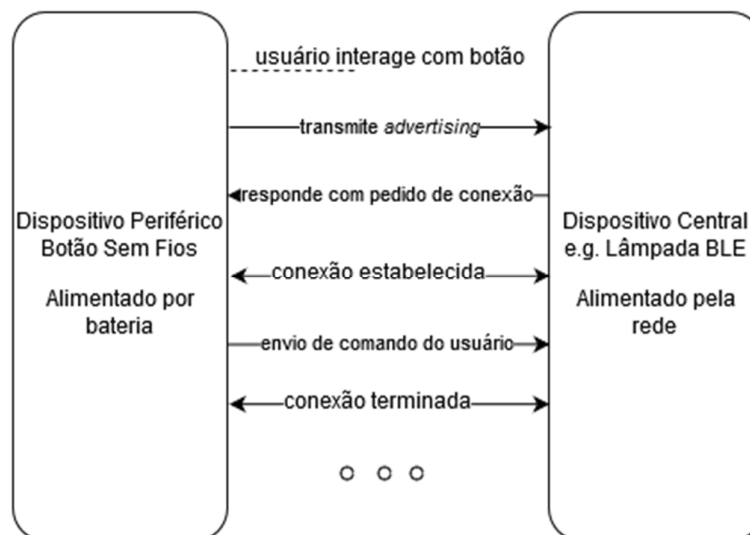 usuário interage com botão
transmite advertising
responde com pedido de conexão
Dispositivo Periférico
Botão Sem Fios
Alimentado por
bateria
Dispositivo Central
e.g. Lâmpada BLE
Alimentado pela
rede
conexão estabelecida
envio de comando do usuário
conexão terminada